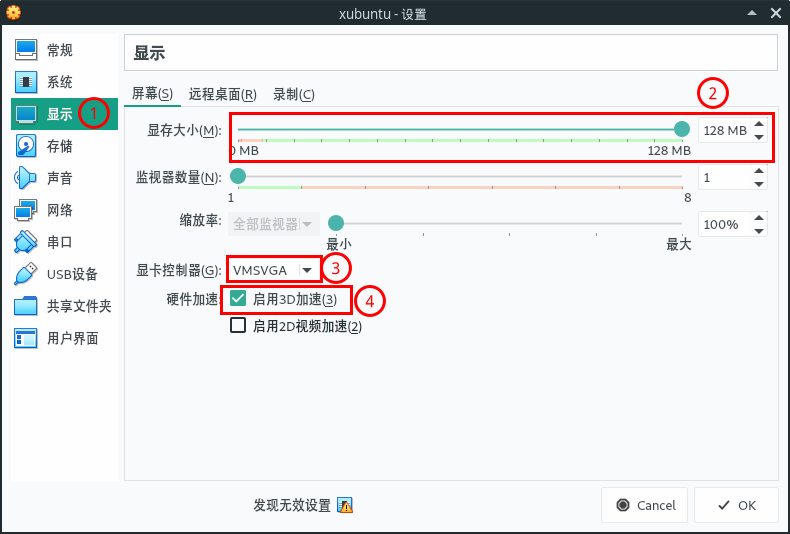 xubuntu - 设置
常规
系统
显示 1
存储
声音
网络
串口
USB设备
共享文件夹
用户界面
显示
屏幕(S) 远程桌面(R) 录制(C)
2
显存大小(M): 128 MB
0 MB 128 MB
监视器数量(N): 1
1 8
缩放率: 全部监视器 100%
最小 最大
显卡控制器(G): VMSVGA 3
硬件加速: 启用3D加速(3) 4
启用2D视频加速(2)
发现无效设置 Cancel OK